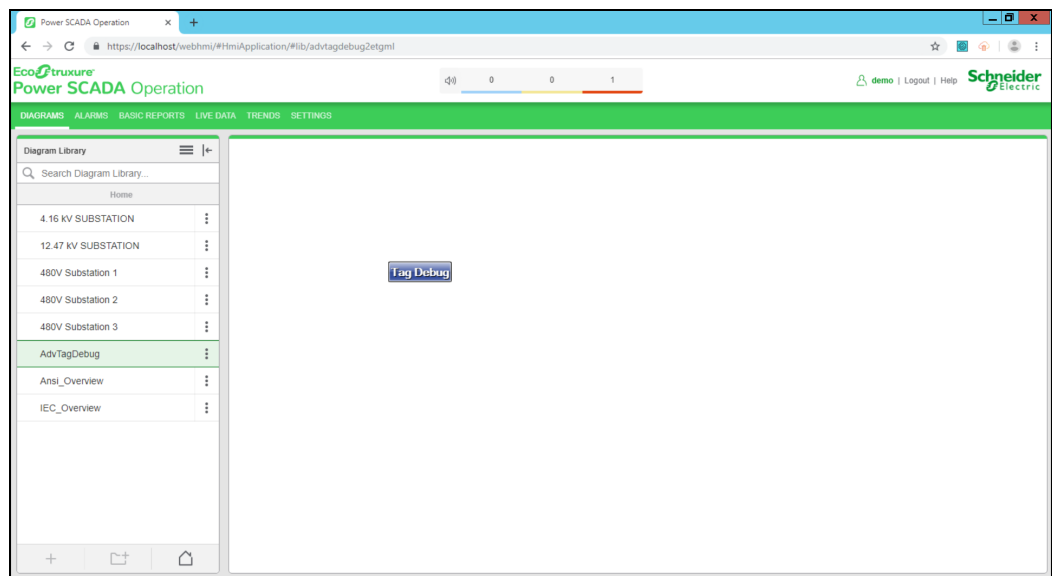 Power SCADA Operation
https://localhost/webhmi/#HmiApplication/#lib/advtagdebug2etgml
EcoStruxure
Power SCADA Operation
0 0 1
demo | Logout | Help
Schneider
Electric
DIAGRAMS ALARMS BASIC REPORTS LIVE DATA TRENDS SETTINGS
Diagram Library
Search Diagram Library...
Home
4.16 kV SUBSTATION
12.47 kV SUBSTATION
480V Substation 1
480V Substation 2
480V Substation 3
AdvTagDebug
Ansi_Overview
IEC_Overview
Tag Debug